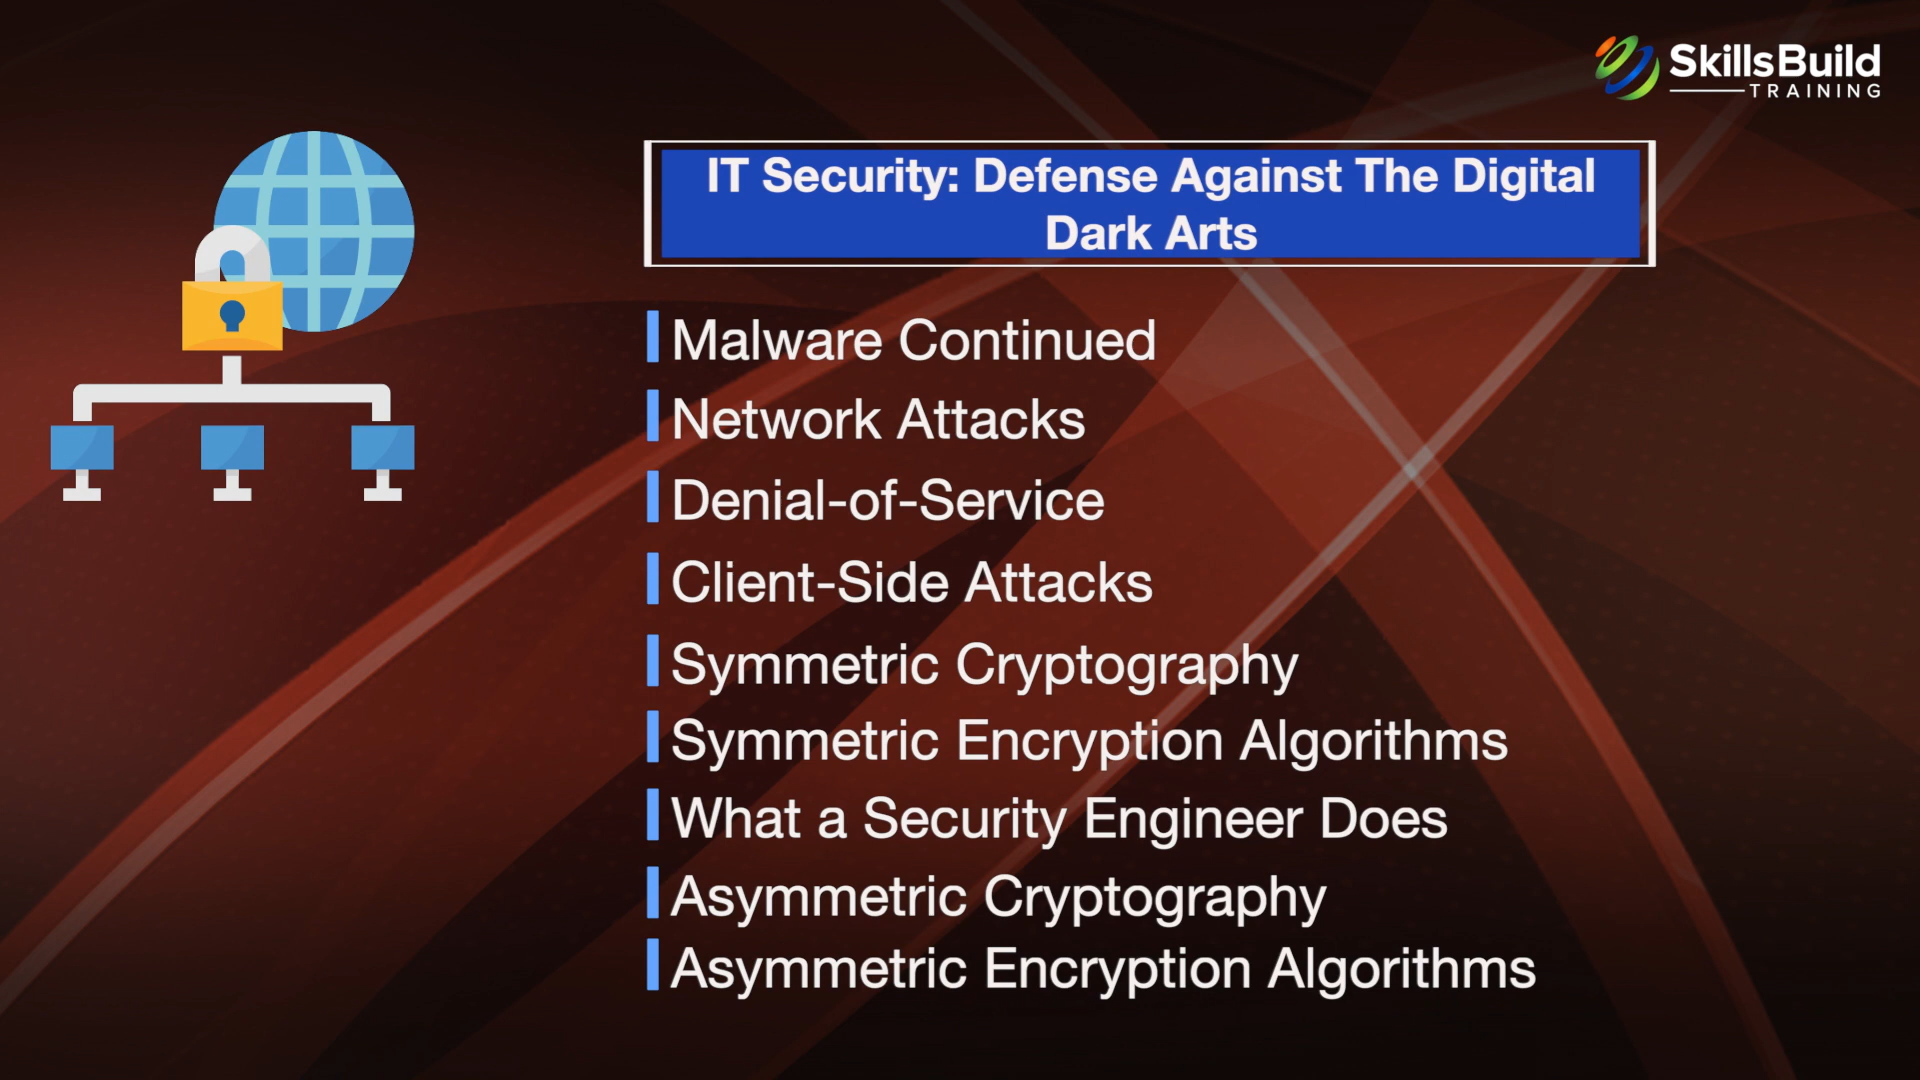 SkillsBuild
TRAINING
IT Security: Defense Against The Digital
Dark Arts
Malware Continued
Network Attacks
Denial-of-Service
Client-Side Attacks
Symmetric Cryptography
Symmetric Encryption Algorithms
What a Security Engineer Does
Asymmetric Cryptography
Asymmetric Encryption Algorithms